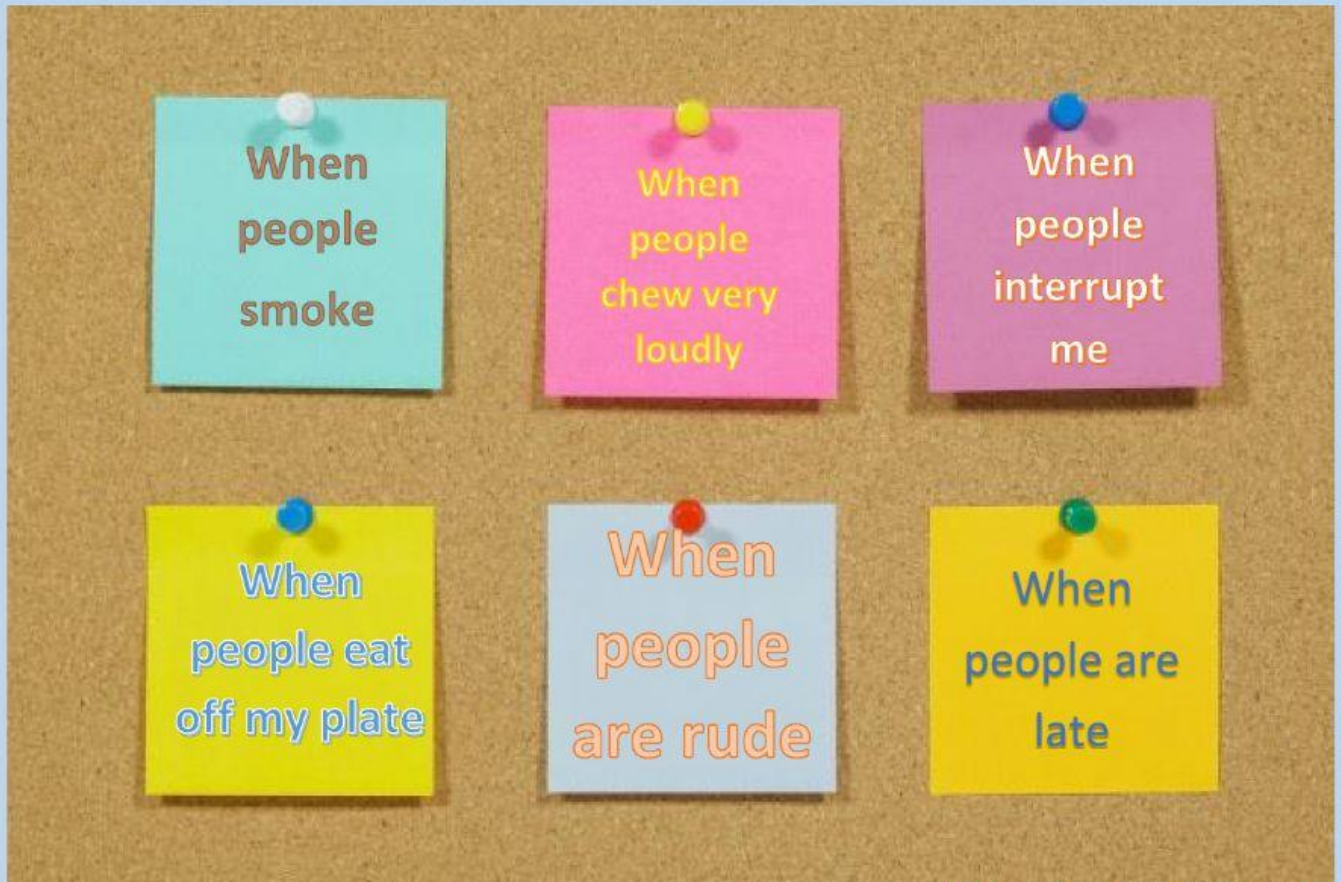 When
people
smoke
When
people
chew very
loudly
When
people
interrupt
me
When
people eat
off my plate
When
people
are rude
When
people are
late